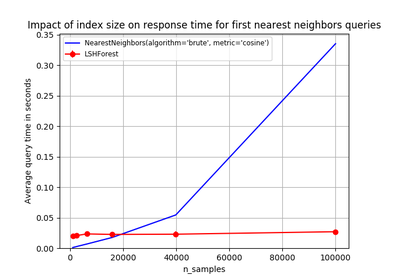 Impact of index size on response time for first nearest neighbors queries
NearestNeighbors(algorithm='brute', metric='cosine')
LSHForest
Average query time in seconds
0.35
0.30
0.25
0.20
0.15
0.10
0.05
0.00
0 20000 40000 60000 80000 100000
n_samples